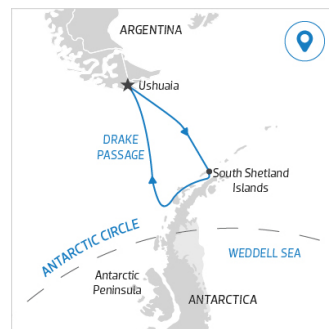 ARGENTINA
Ushuaia
DRAKE
PASSAGE
South Shetland
Islands
ANTARCTIC CIRCLE
WEDDELL SEA
Antarctic
Peninsula
ANTARCTICA